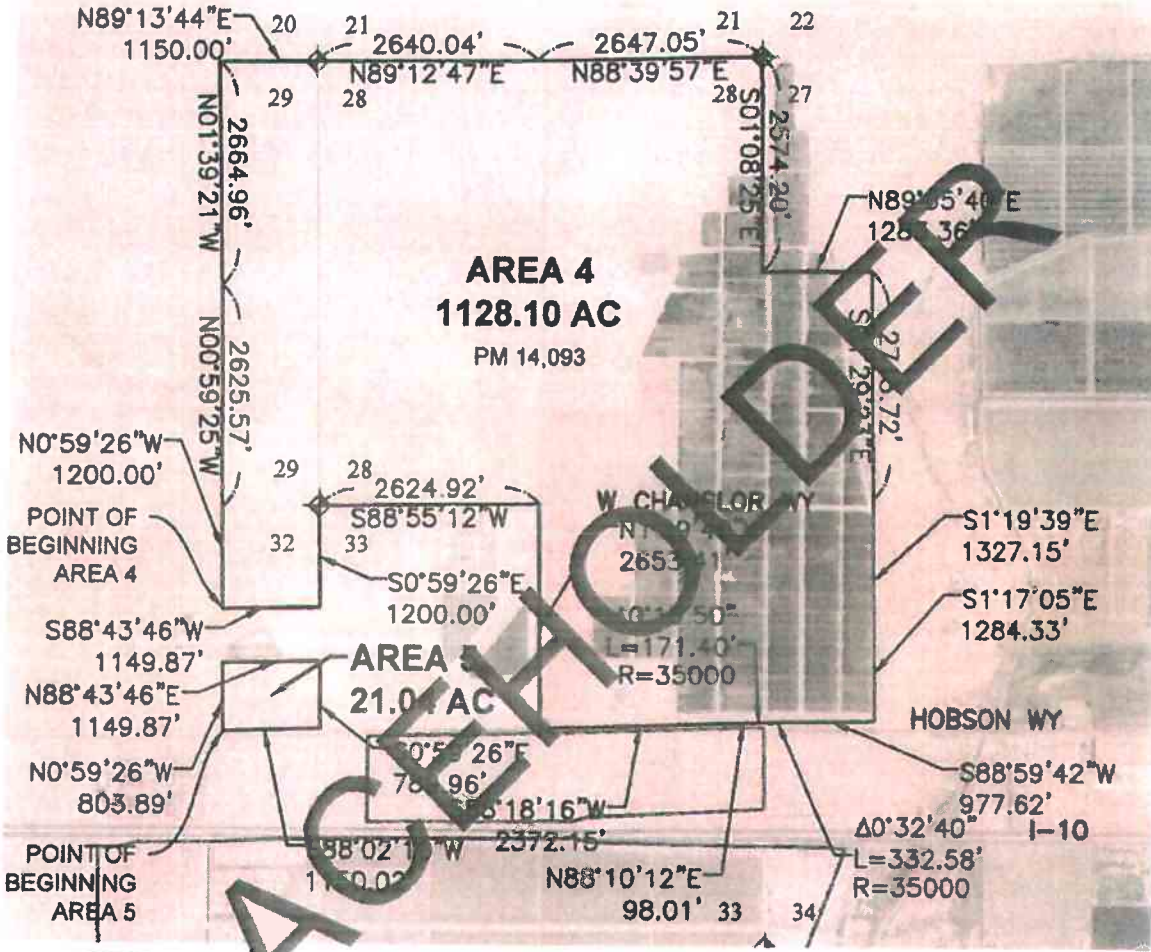 N89°13'44"E
1150.00'
20
21
2640.04'
N89°12'47"E
2647.05'
N88°39'57"E
21
22
29
28
28
27
N01°39'21"W
2664.96'
S01°08'25"E
2574.20'
AREA 4
1128.10 AC
PM 14,093
N00°59'25"W
2625.57'
N0°59'26"W
1200.00'
29
28
2624.92'
S88°55'12"W
POINT OF
BEGINNING
AREA 4
32
33
W CHANSLOR WY
S0°59'26"E
1200.00'
S1°19'39"E
1327.15'
S1°17'05"E
1284.33'
S88°43'46"W
1149.87'
L=171.40'
R=35000
AREA
21.04 AC
N88°43'46"E
1149.87'
HOBSON WY
N0°59'26"W
803.89'
S88°59'42"W
977.62'
I-10
2372.15'
Δ0°32'40"
L=332.58'
R=35000
POINT OF
BEGINNING
AREA 5
N88°10'12"E
98.01'
33
34
ACEHOLDER